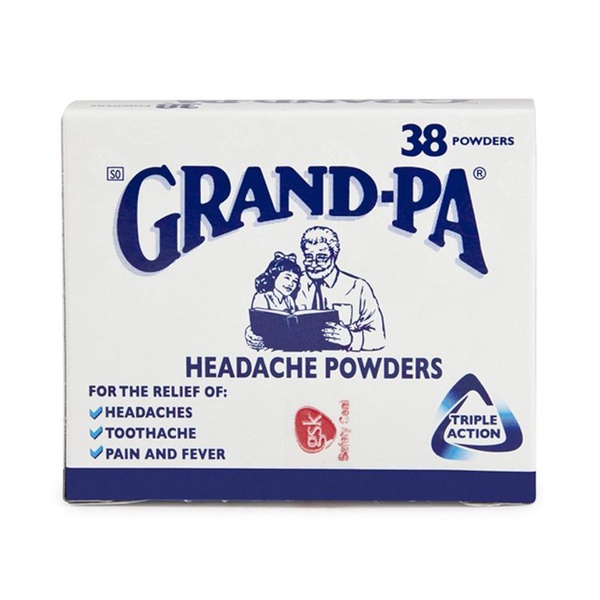 38 POWDERS
S0
GRAND-PA®
HEADACHE POWDERS
FOR THE RELIEF OF:
HEADACHES
TOOTHACHE
PAIN AND FEVER
gsk
Safety Seal
TRIPLE
ACTION